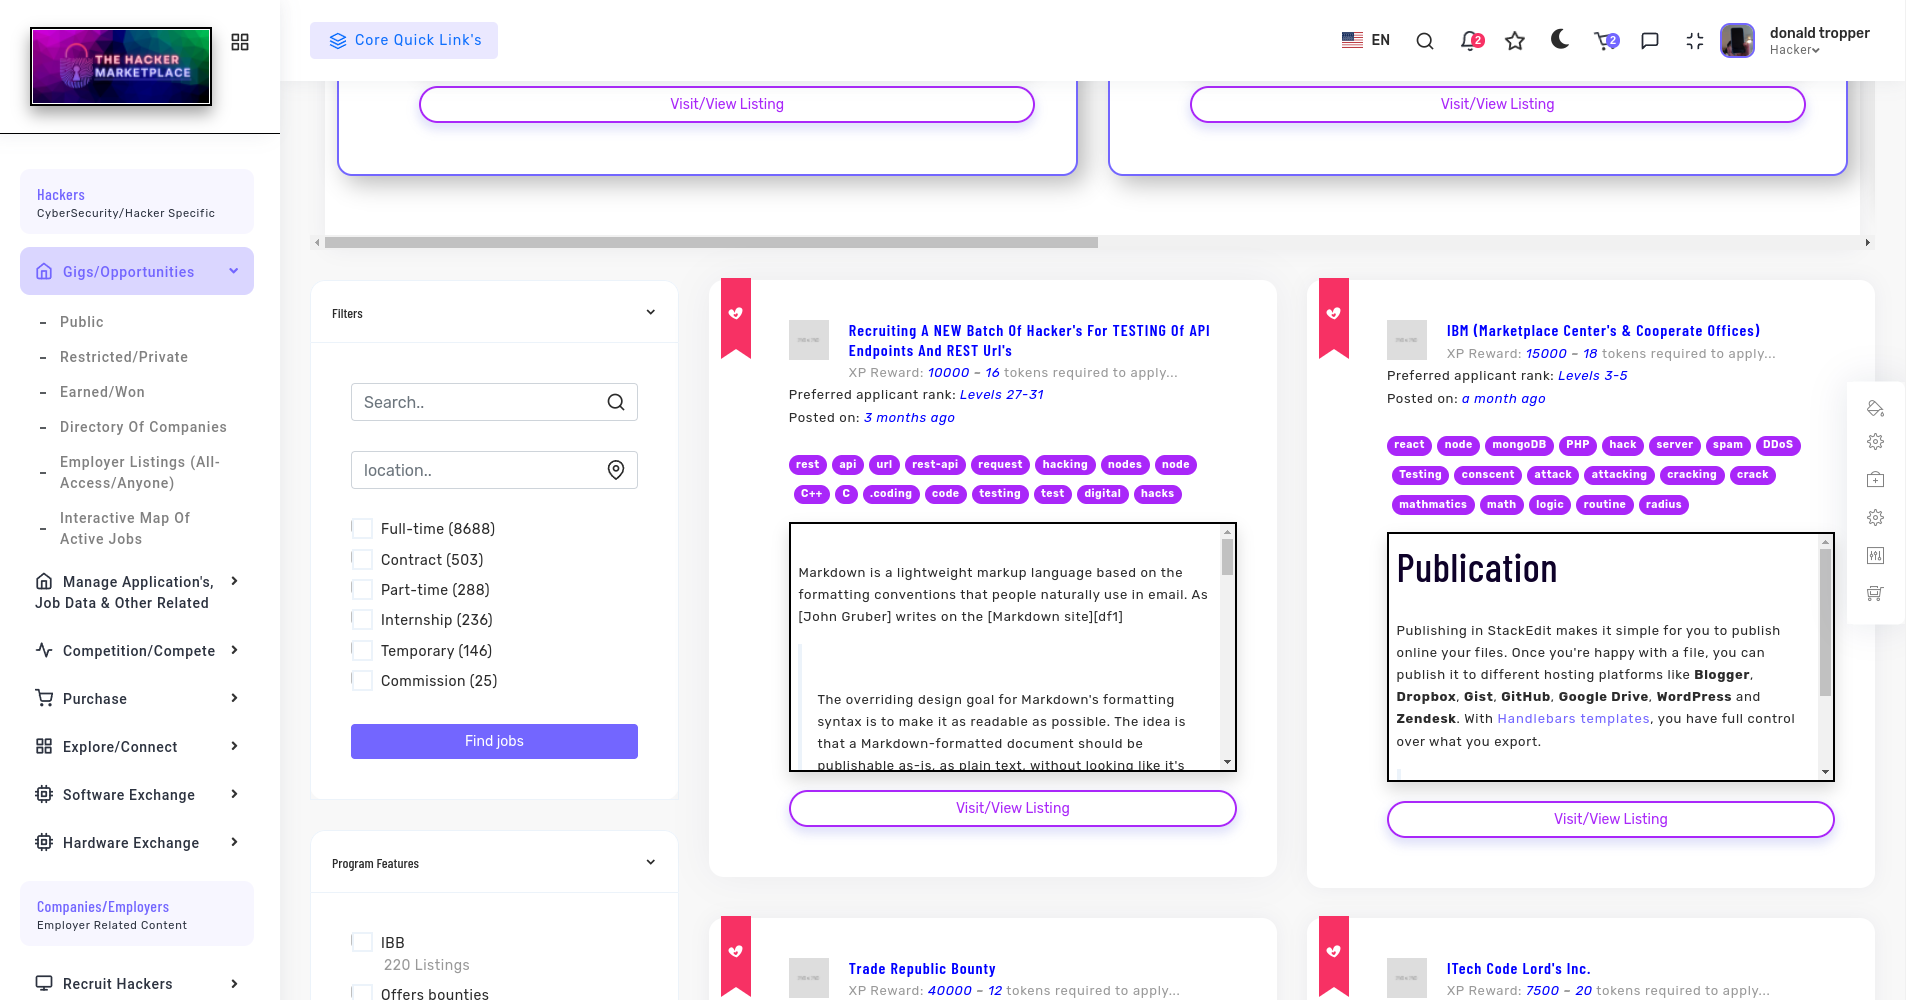 THE HACKER
MARKETPLACE
Core Quick Link's
EN
2
2
donald tropper
Hacker
Hackers
CyberSecurity/Hacker Specific
Gigs/Opportunities
Public
Restricted/Private
Earned/Won
Directory Of Companies
Employer Listings (All-
Access/Anyone)
Interactive Map Of
Active Jobs
Manage Application's,
Job Data & Other Related
Competition/Compete
Purchase
Explore/Connect
Software Exchange
Hardware Exchange
Companies/Employers
Employer Related Content
Recruit Hackers
Visit/View Listing
Visit/View Listing
Filters
Search..
location..
Full-time (8688)
Contract (503)
Part-time (288)
Internship (236)
Temporary (146)
Commission (25)
Find jobs
Program Features
IBB
220 Listings
Offers bounties
Recruiting A NEW Batch Of Hacker's For TESTING Of API
Endpoints And REST Url's
XP Reward: 10000 - 16 tokens required to apply...
Preferred applicant rank: Levels 27-31
Posted on: 3 months ago
rest api url rest-api request hacking nodes node
C++ C .coding code testing test digital hacks
Markdown is a lightweight markup language based on the
formatting conventions that people naturally use in email. As
[John Gruber] writes on the [Markdown site][df1]
The overriding design goal for Markdown's formatting
syntax is to make it as readable as possible. The idea is
that a Markdown-formatted document should be
publishable as-is, as plain text, without looking like it's
Visit/View Listing
IBM (Marketplace Center's & Cooperate Offices)
XP Reward: 15000 - 18 tokens required to apply...
Preferred applicant rank: Levels 3-5
Posted on: a month ago
react node mongoDB PHP hack server spam DDoS
Testing conscent attack attacking cracking crack
mathmatics math logic routine radius
Publication
Publishing in StackEdit makes it simple for you to publish
online your files. Once you're happy with a file, you can
publish it to different hosting platforms like Blogger,
Dropbox, Gist, GitHub, Google Drive, WordPress and
Zendesk. With Handlebars templates, you have full control
over what you export.
Visit/View Listing
Trade Republic Bounty
XP Reward: 40000 - 12 tokens required to apply...
ITech Code Lord's Inc.
XP Reward: 7500 - 20 tokens required to apply...